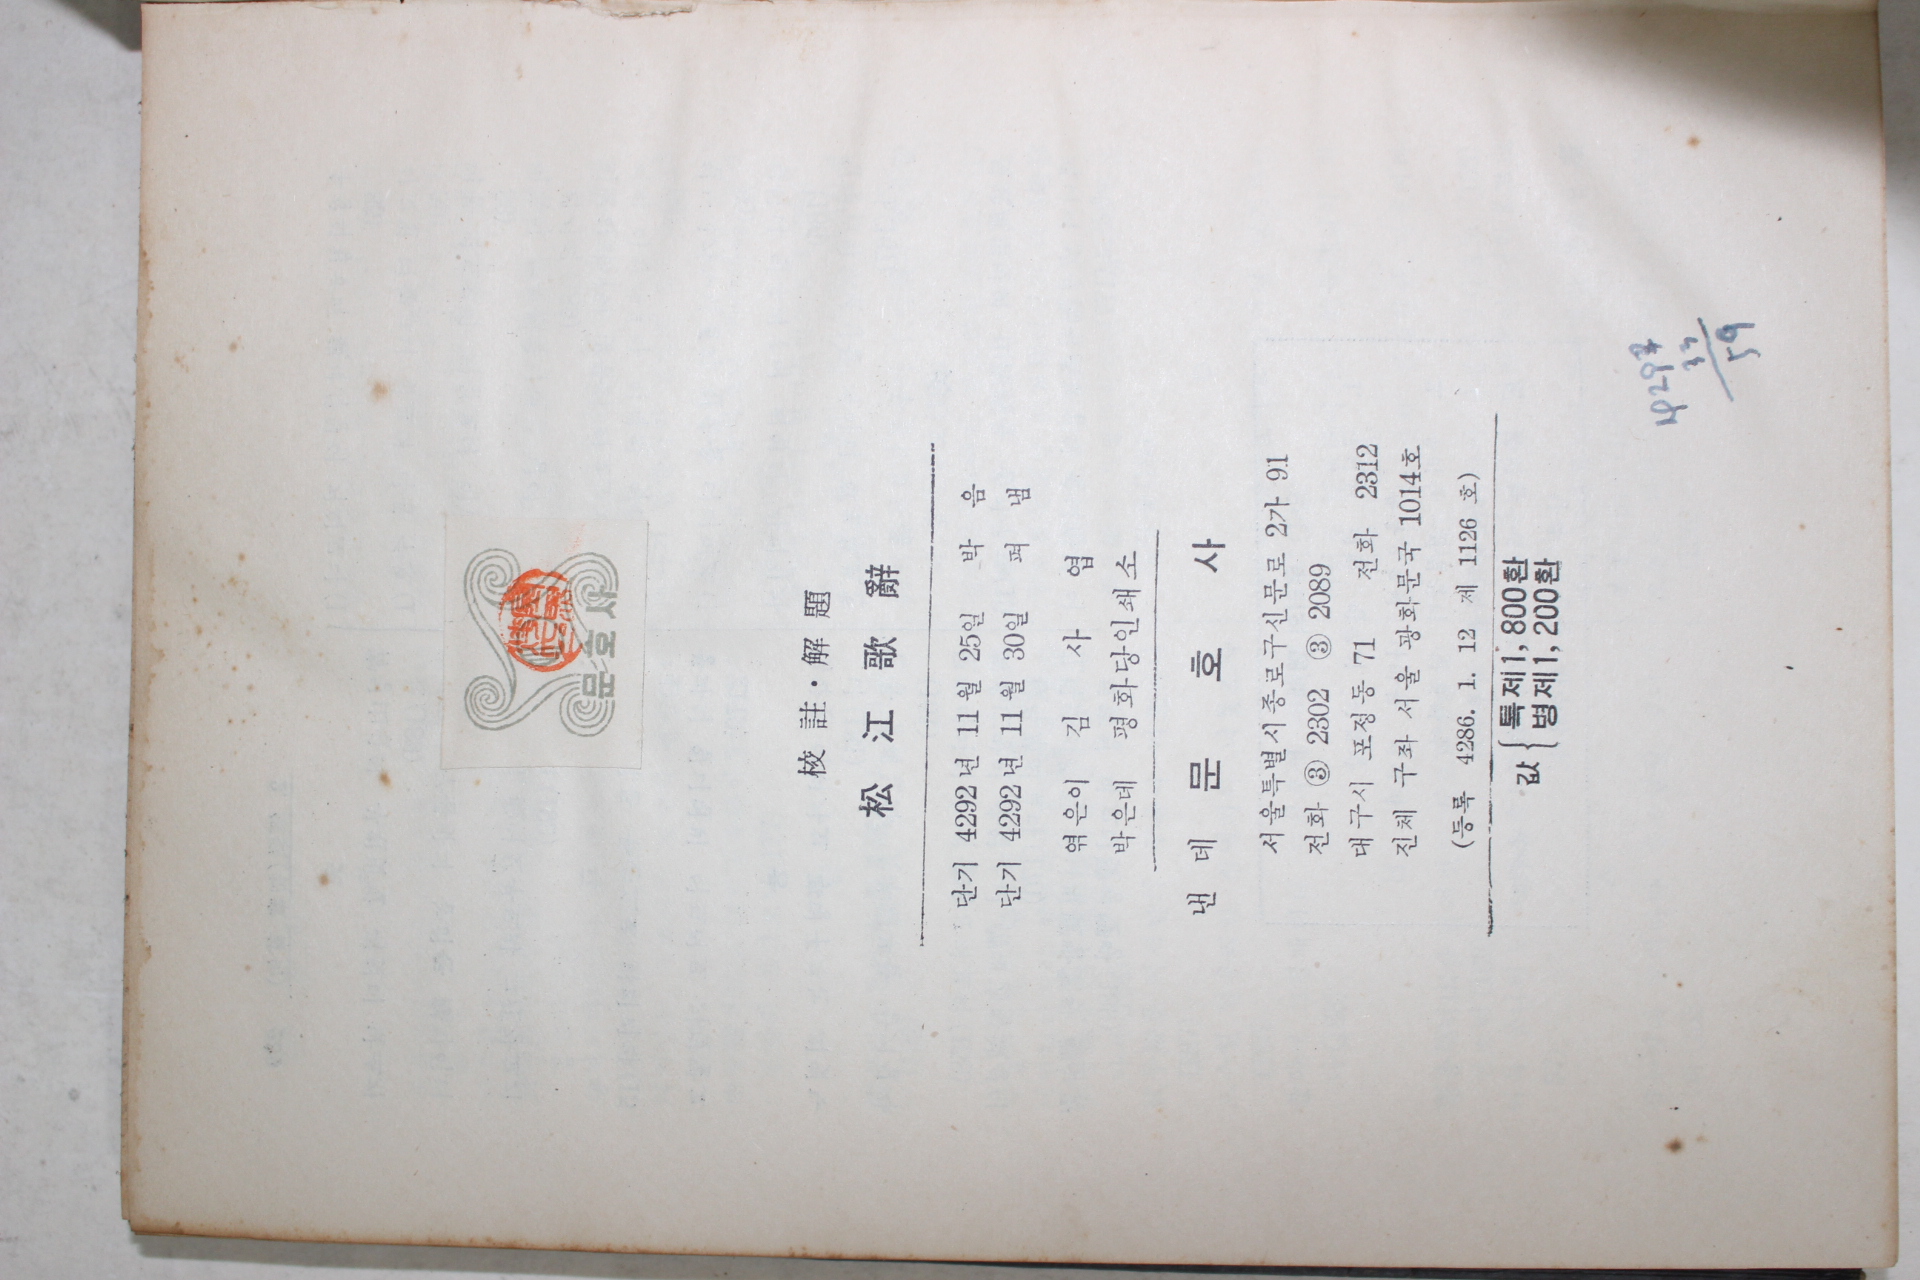 문호사
校註·解題
松江歌辭
단기 4292년 11월 25일 박음
단기 4292년 11월 30일 펴냄
엮은이 김사엽
박은데 평화당인쇄소
낸데 문호사
서울특별시종로구신문로 2가 91
전화 ③ 2302 ③ 2089
대구시 포정동 71 전화 2312
진체 구좌 서울 광화문국 1014호
(등록 4286. 1. 12 제 1126 호)
값 { 특제 1,800환
병제 1,200환
33
59